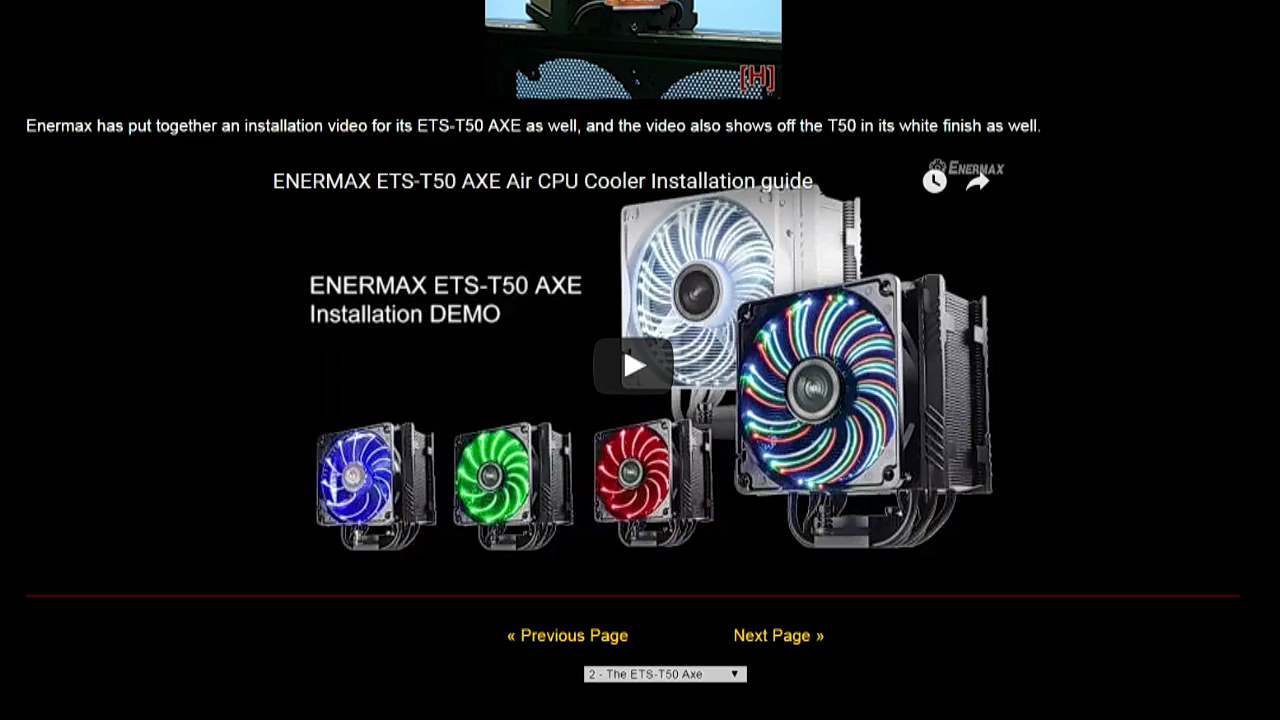 [H]
Enermax has put together an installation video for its ETS-T50 AXE as well, and the video also shows off the T50 in its white finish as well.
ENERMAX
ENERMAX ETS-T50 AXE Air CPU Cooler Installation guide
ENERMAX ETS-T50 AXE
Installation DEMO
« Previous Page
Next Page »
2 - The ETS-T50 Axe